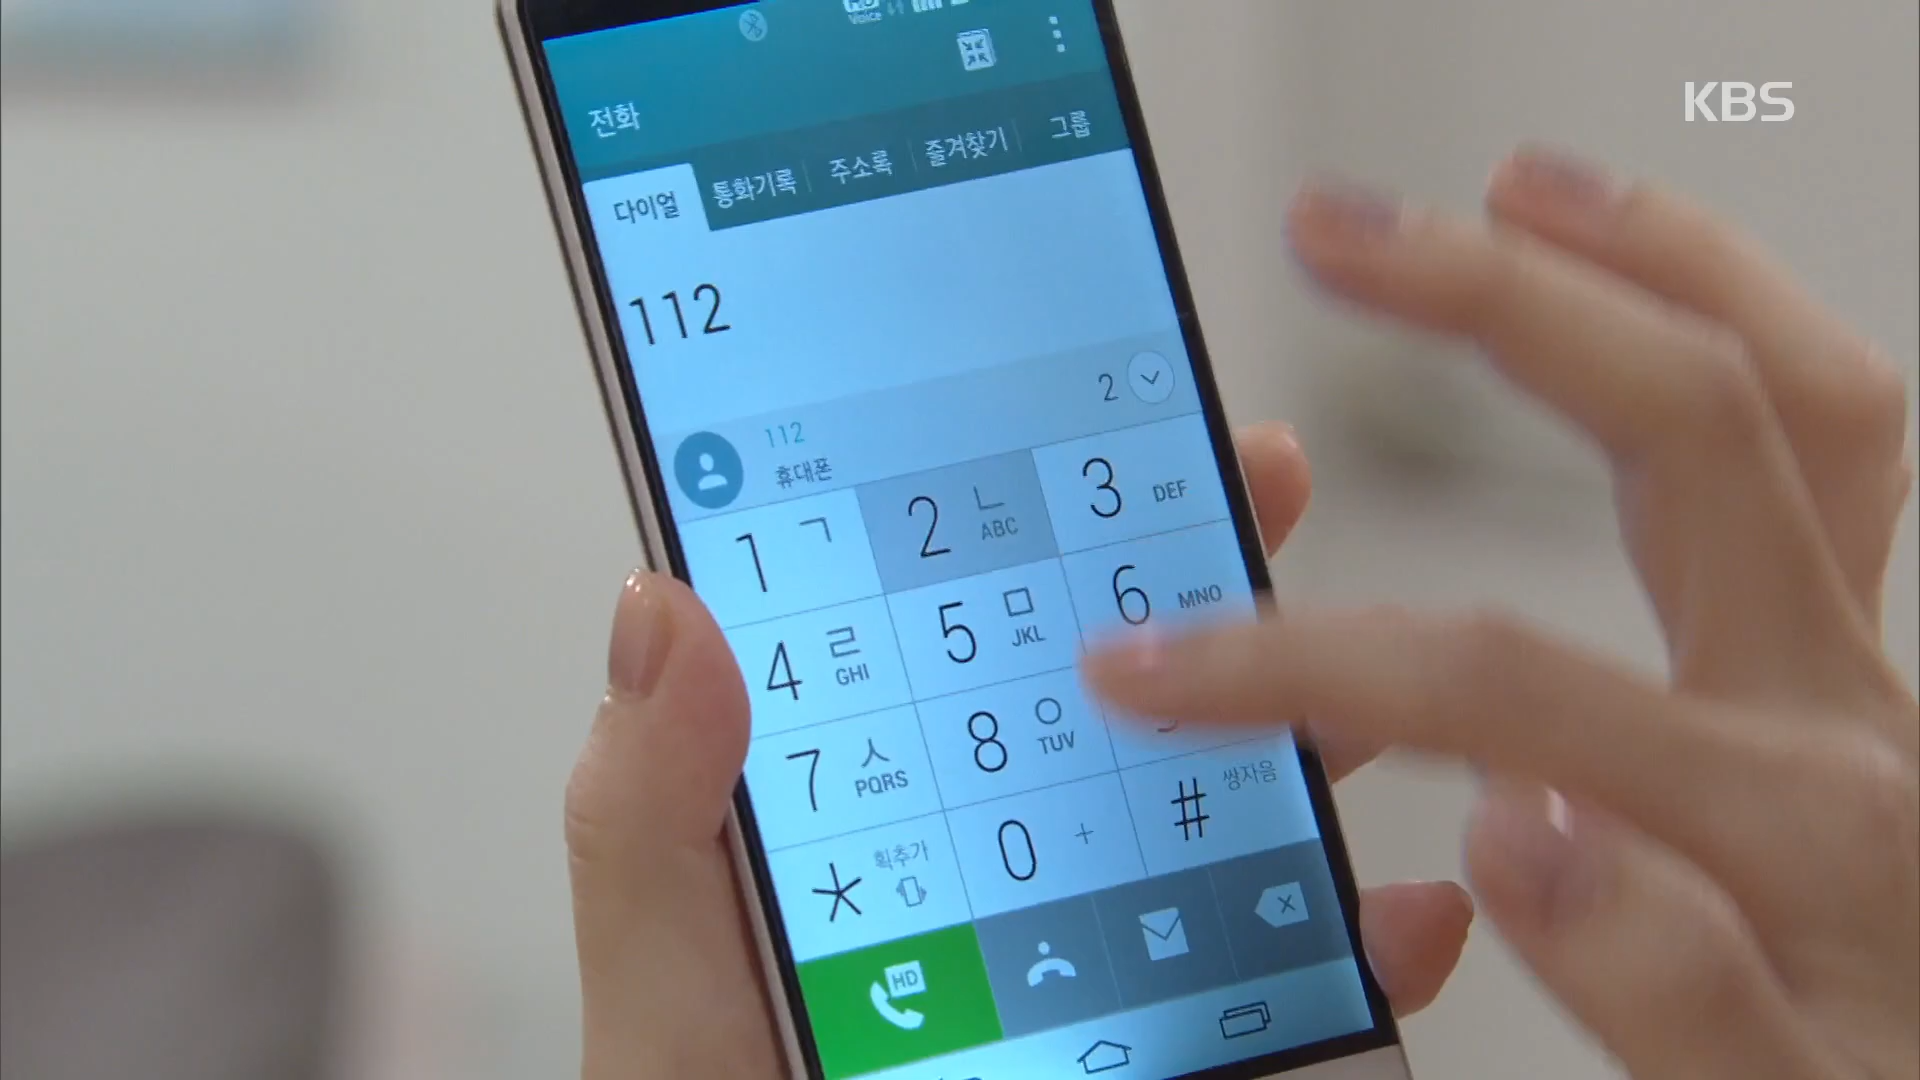 Voice
KBS
전화
다이얼 통화기록 주소록 즐겨찾기 그룹
112
112
휴대폰
2
1 ㄱ
2 ㄴ ABC
3 DEF
4 ㄹ GHI
5 ㅁ JKL
6 MNO
7 ㅅ PQRS
8 ㅇ TUV
* 획추가
0 +
# 쌍자음
HD